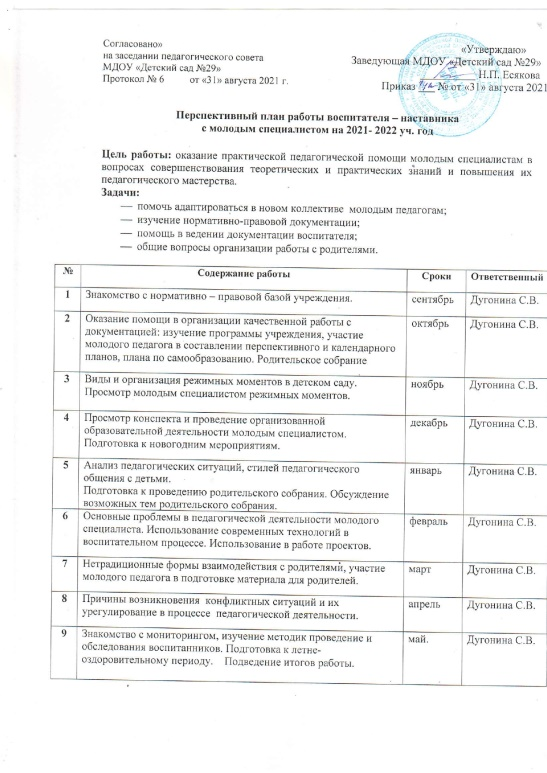 Согласовано»
на заседании педагогического совета
МДОУ «Детский сад №29»
Протокол № 6 от «31» августа 2021 г.
«Утверждаю»
Заведующая МДОУ «Детский сад №29»
Н.П. Есякова
Приказ № от «31» августа 2021
Перспективный план работы воспитателя – наставника
с молодым специалистом на 2021- 2022 уч. год
Цель работы: оказание практической педагогической помощи молодым специалистам в
вопросах совершенствования теоретических и практических знаний и повышения их
педагогического мастерства.
Задачи:
— помочь адаптироваться в новом коллективе молодым педагогам;
— изучение нормативно-правовой документации;
— помощь в ведении документации воспитателя;
— общие вопросы организации работы с родителями.
№ Содержание работы Сроки Ответственный
1 Знакомство с нормативно – правовой базой учреждения. сентябрь Дугонина С.В.
2 Оказание помощи в организации качественной работы с октябрь Дугонина С.В.
документацией: изучение программы учреждения, участие
молодого педагога в составлении перспективного и календарного
планов, плана по самообразованию. Родительское собрание
3 Виды и организация режимных моментов в детском саду. ноябрь Дугонина С.В.
Просмотр молодым специалистом режимных моментов.
4 Просмотр конспекта и проведение организованной декабрь Дугонина С.В.
образовательной деятельности молодым специалистом.
Подготовка к новогодним мероприятиям.
5 Анализ педагогических ситуаций, стилей педагогического январь Дугонина С.В.
общения с детьми.
Подготовка к проведению родительского собрания. Обсуждение
возможных тем родительского собрания.
6 Основные проблемы в педагогической деятельности молодого февраль Дугонина С.В.
специалиста. Использование современных технологий в
воспитательном процессе. Использование в работе проектов.
7 Нетрадиционные формы взаимодействия с родителями, участие март Дугонина С.В.
молодого педагога в подготовке материала для родителей.
8 Причины возникновения конфликтных ситуаций и их апрель Дугонина С.В.
урегулирование в процессе педагогической деятельности.
9 Знакомство с мониторингом, изучение методик проведение и май. Дугонина С.В.
обследования воспитанников. Подготовка к летне-
оздоровительному периоду. Подведение итогов работы.